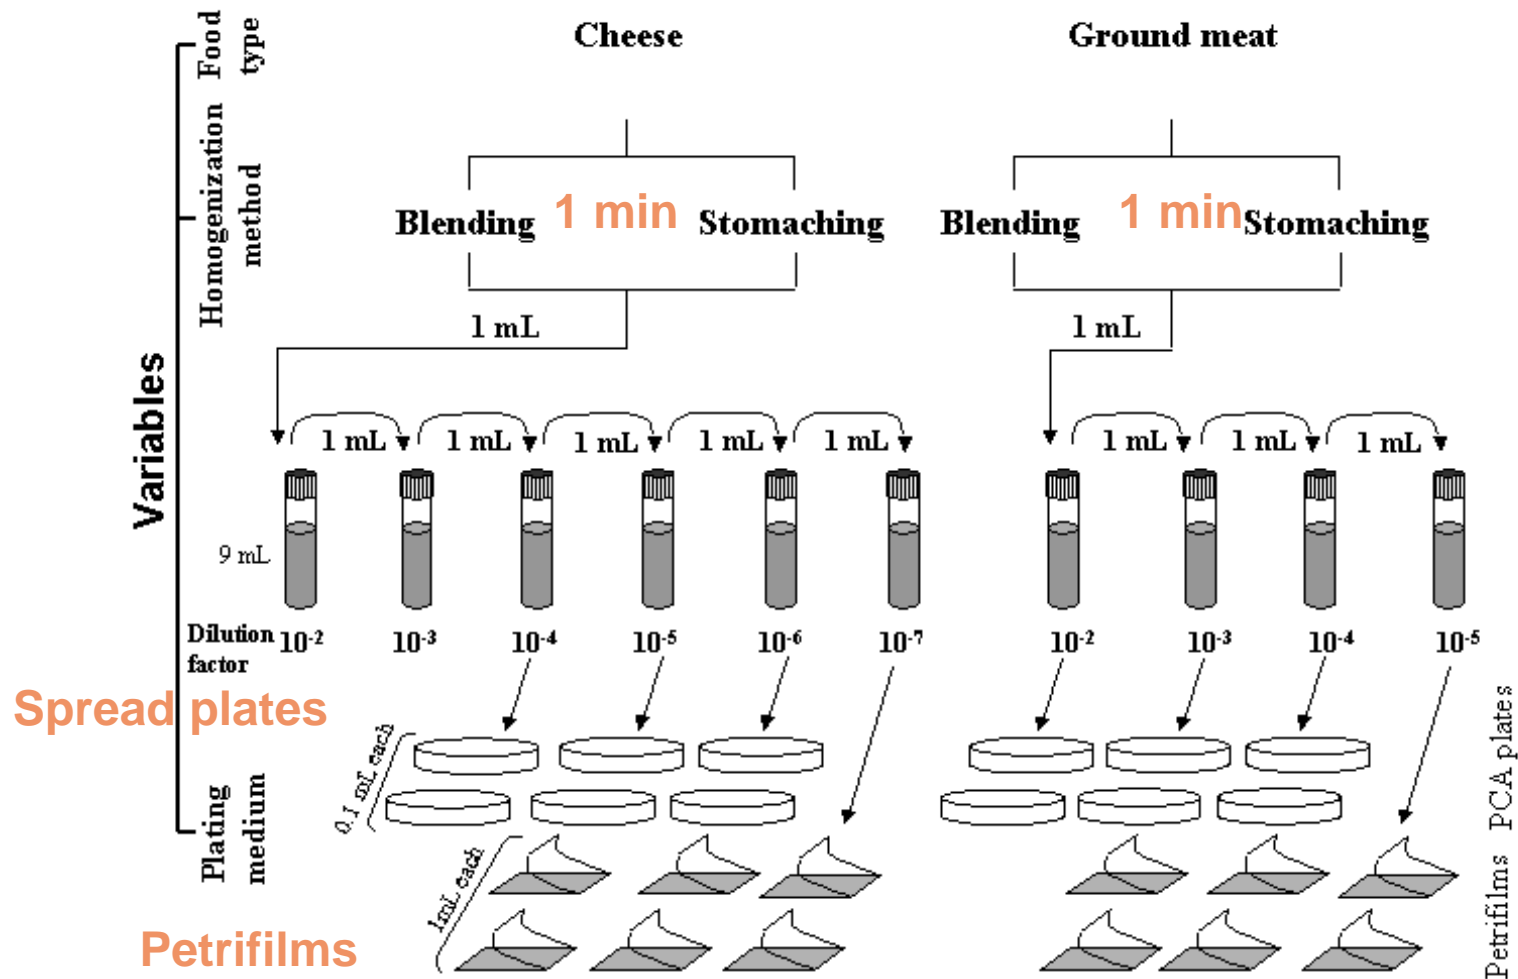 Food
type
Cheese
Ground meat
Homogenization
method
Blending
1 min
Stomaching
Blending
1 min
Stomaching
1 mL
1 mL
Variables
1 mL
1 mL
1 mL
1 mL
1 mL
1 mL
1 mL
1 mL
9 mL
Dilution
factor
10-2
10-3
10-4
10-5
10-6
10-7
10-2
10-3
10-4
10-5
Spread plates
0.1 mL each
Plating
medium
1mL each
Petrifilms
Petrifilms PCA plates